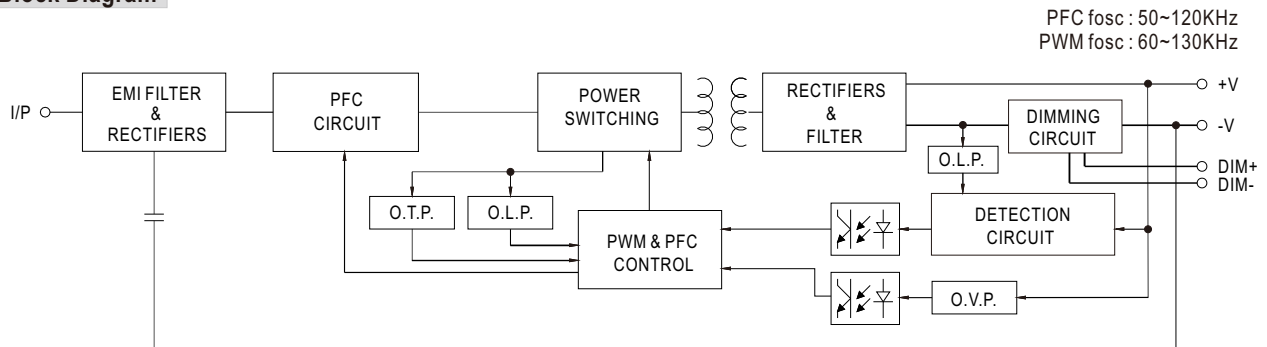 Block Diagram
PFC fosc : 50~120KHz
PWM fosc : 60~130KHz
I/P
EMI FILTER
&
RECTIFIERS
PFC
CIRCUIT
POWER
SWITCHING
RECTIFIERS
&
FILTER
DIMMING
CIRCUIT
+V
-V
DIM+
DIM-
O.L.P.
O.T.P.
O.L.P.
PWM & PFC
CONTROL
DETECTION
CIRCUIT
O.V.P.